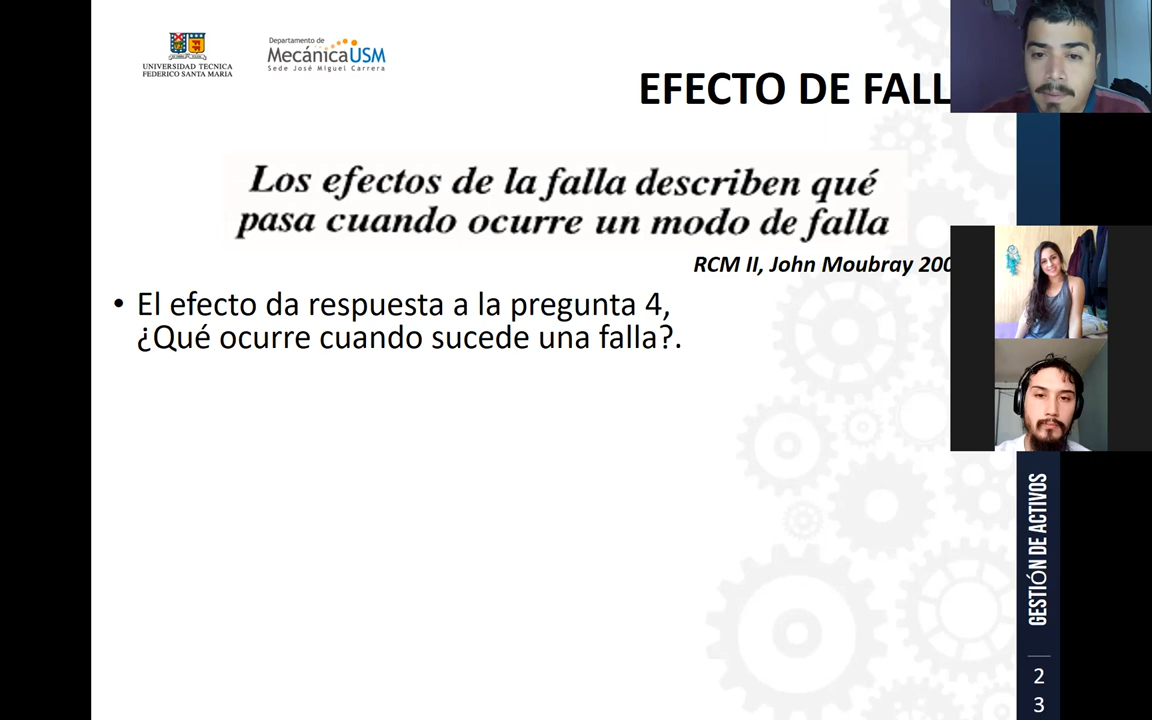 UNIVERSIDAD TECNICA
FEDERICO SANTA MARIA
Departamento de
MecánicaUSM
Sede José Miguel Carrera
EFECTO DE FALL
Los efectos de la falla describen qué
pasa cuando ocurre un modo de falla
RCM II, John Moubray 200
• El efecto da respuesta a la pregunta 4,
¿Qué ocurre cuando sucede una falla?.
GESTIÓN DE ACTIVOS
2
3